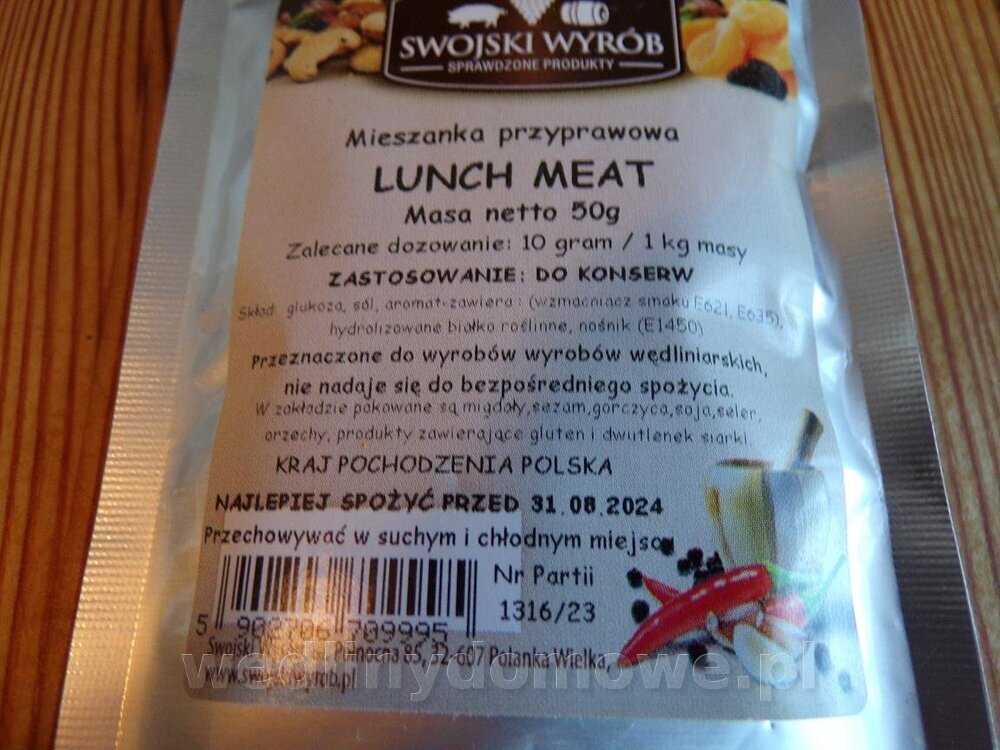 SWOJSKI WYRÓB
SPRAWDZONE PRODUKTY
Mieszanka przyprawowa
LUNCH MEAT
Masa netto 50g
Zalecane dozowanie: 10 gram / 1 kg masy
ZASTOSOWANIE: DO KONSERW
Skład: glukoza, sól, aromat-zawiera: (wzmacniacz smaku E621, E635),
hydrolizowane białko roślinne, nośnik (E1450)
Przeznaczone do wyrobów wyrobów wędliniarskich,
nie nadaje się do bezpośredniego spożycia.
W zakładzie pakowane są migdały,sezam,gorczyca,soja,seler,
orzechy, produkty zawierające gluten i dwutlenek siarki.
KRAJ POCHODZENIA POLSKA
NAJLEPIEJ SPOŻYĆ PRZED 31.08.2024
Przechowywać w suchym i chłodnym miejscu
Nr Partii
1316/23
5 902706 709995
Swojski Północna 85, 32-607 Polanka Wielka,
www.swojskiwyrob.pl
wedlinydomowe.pl